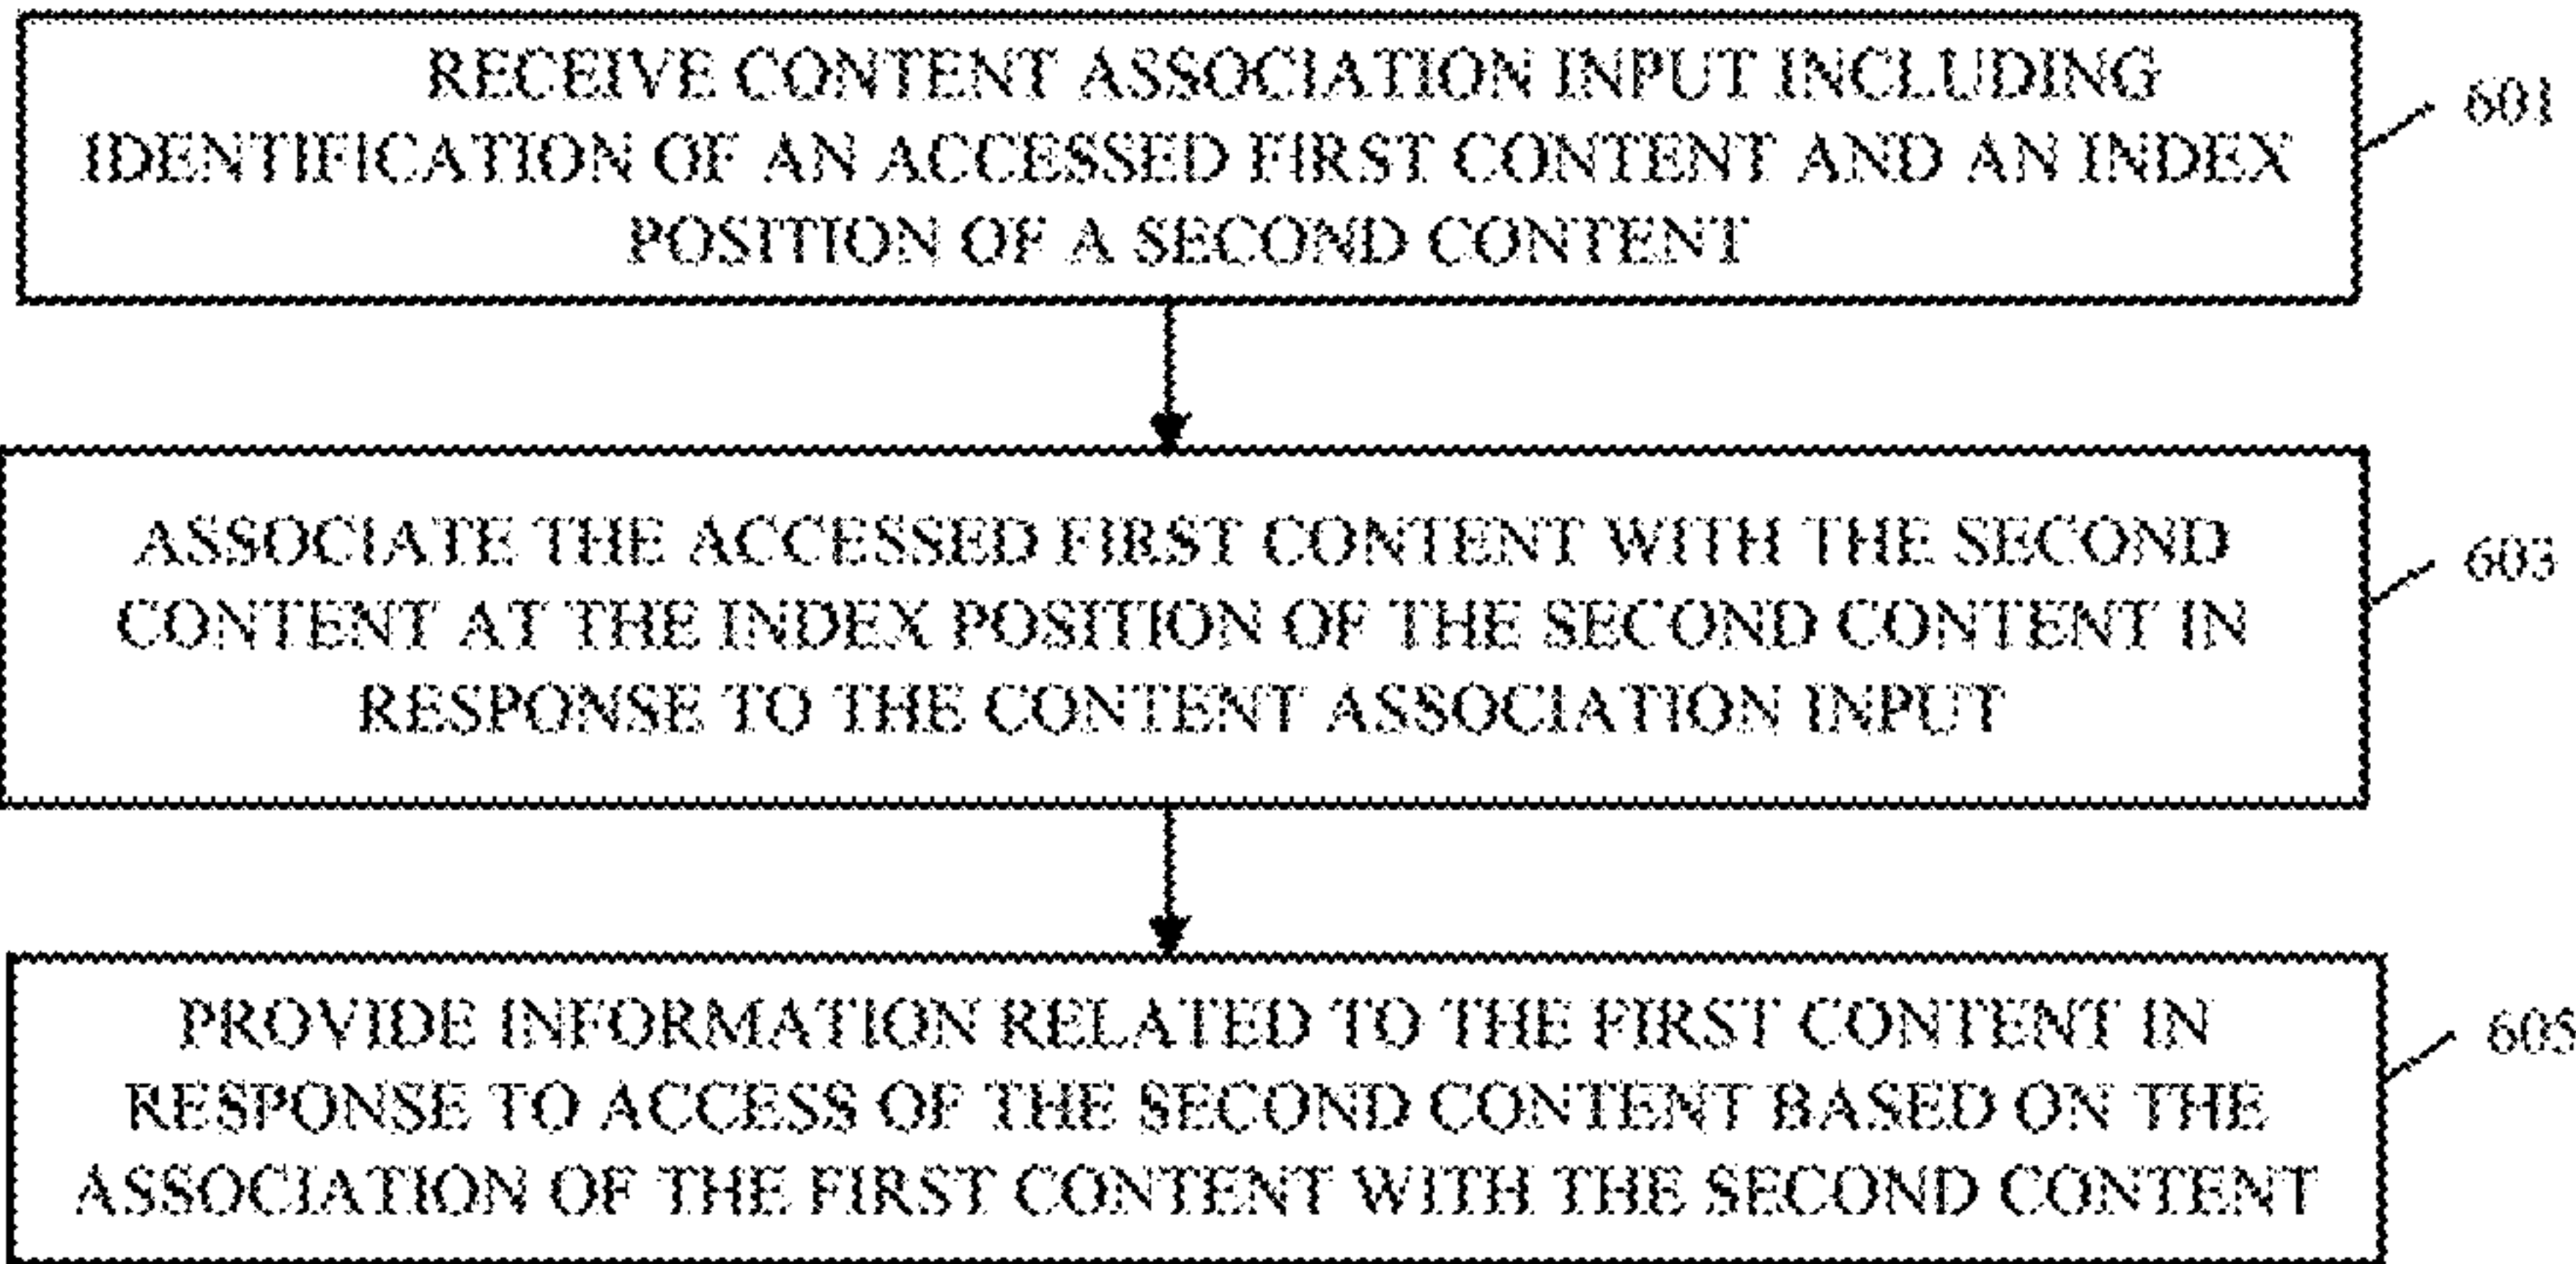 RECEIVE CONTENT ASSOCIATION INPUT INCLUDING
IDENTIFICATION OF AN ACCESSED FIRST CONTENT AND AN INDEX
POSITION OF A SECOND CONTENT
601
ASSOCIATE THE ACCESSED FIRST CONTENT WITH THE SECOND
CONTENT AT THE INDEX POSITION OF THE SECOND CONTENT IN
RESPONSE TO THE CONTENT ASSOCIATION INPUT
603
PROVIDE INFORMATION RELATED TO THE FIRST CONTENT IN
RESPONSE TO ACCESS OF THE SECOND CONTENT BASED ON THE
ASSOCIATION OF THE FIRST CONTENT WITH THE SECOND CONTENT
605